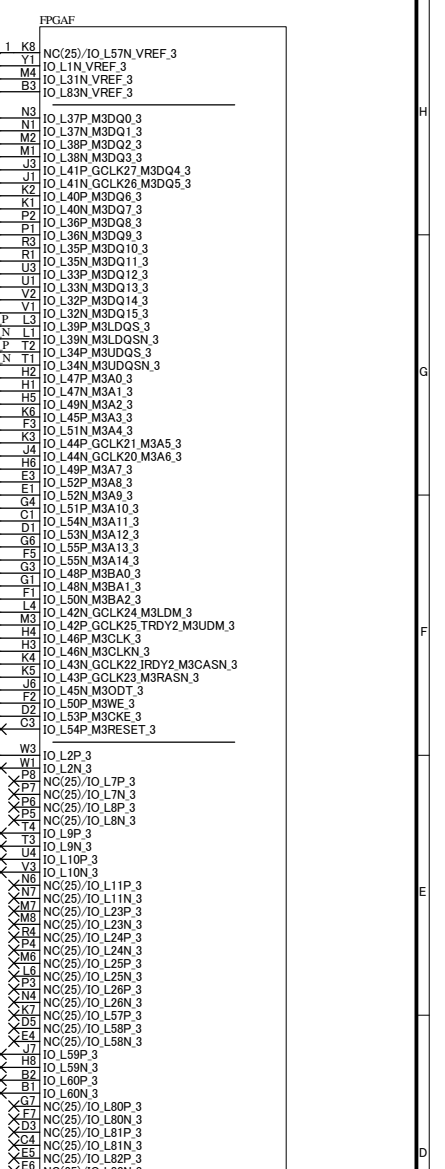 FPGAF
1 K8 NC(25)/IO_L57N_VREF_3
Y1 IO_L1N_VREF_3
M4 IO_L31N_VREF_3
B3 IO_L83N_VREF_3
N3 IO_L37P_M3DQ0_3
N1 IO_L37N_M3DQ1_3
M2 IO_L38P_M3DQ2_3
M1 IO_L38N_M3DQ3_3
J3 IO_L41P_GCLK27_M3DQ4_3
J1 IO_L41N_GCLK26_M3DQ5_3
K2 IO_L40P_M3DQ6_3
K1 IO_L40N_M3DQ7_3
P2 IO_L36P_M3DQ8_3
P1 IO_L36N_M3DQ9_3
R3 IO_L35P_M3DQ10_3
R1 IO_L35N_M3DQ11_3
U3 IO_L33P_M3DQ12_3
U1 IO_L33N_M3DQ13_3
V2 IO_L32P_M3DQ14_3
V1 IO_L32N_M3DQ15_3
P L3 IO_L39P_M3LDQS_3
N L1 IO_L39N_M3LDQSN_3
P T2 IO_L34P_M3UDQS_3
N T1 IO_L34N_M3UDQSN_3
H2 IO_L47P_M3A0_3
H1 IO_L47N_M3A1_3
H5 IO_L49N_M3A2_3
K6 IO_L45P_M3A3_3
F3 IO_L51N_M3A4_3
K3 IO_L44P_GCLK21_M3A5_3
J4 IO_L44N_GCLK20_M3A6_3
H6 IO_L49P_M3A7_3
E3 IO_L52P_M3A8_3
E1 IO_L52N_M3A9_3
G4 IO_L51P_M3A10_3
C1 IO_L54N_M3A11_3
D1 IO_L53N_M3A12_3
G6 IO_L55P_M3A13_3
F5 IO_L55N_M3A14_3
G3 IO_L48P_M3BA0_3
G1 IO_L48N_M3BA1_3
F1 IO_L50N_M3BA2_3
L4 IO_L42N_GCLK24_M3LDM_3
M3 IO_L42P_GCLK25_TRDY2_M3UDM_3
H4 IO_L46P_M3CLK_3
H3 IO_L46N_M3CLKN_3
K4 IO_L43N_GCLK22_IRDY2_M3CASN_3
K5 IO_L43P_GCLK23_M3RASN_3
J6 IO_L45N_M3ODT_3
F2 IO_L50P_M3WE_3
D2 IO_L53P_M3CKE_3
C3 IO_L54P_M3RESET_3
W3 IO_L2P_3
W1 IO_L2N_3
P8 NC(25)/IO_L7P_3
P7 NC(25)/IO_L7N_3
P6 NC(25)/IO_L8P_3
P5 NC(25)/IO_L8N_3
T4 IO_L9P_3
T3 IO_L9N_3
U4 IO_L10P_3
V3 IO_L10N_3
N6 NC(25)/IO_L11P_3
N7 NC(25)/IO_L11N_3
M7 NC(25)/IO_L23P_3
M8 NC(25)/IO_L23N_3
R4 NC(25)/IO_L24P_3
P4 NC(25)/IO_L24N_3
M6 NC(25)/IO_L25P_3
L6 NC(25)/IO_L25N_3
P3 NC(25)/IO_L26P_3
N4 NC(25)/IO_L26N_3
K7 NC(25)/IO_L57P_3
D5 NC(25)/IO_L58P_3
E4 NC(25)/IO_L58N_3
J7 IO_L59P_3
H8 IO_L59N_3
B2 IO_L60P_3
B1 IO_L60N_3
G7 NC(25)/IO_L80P_3
F7 NC(25)/IO_L80N_3
D3 NC(25)/IO_L81P_3
C4 NC(25)/IO_L81N_3
E5 NC(25)/IO_L82P_3
E6
H
G
F
E
D